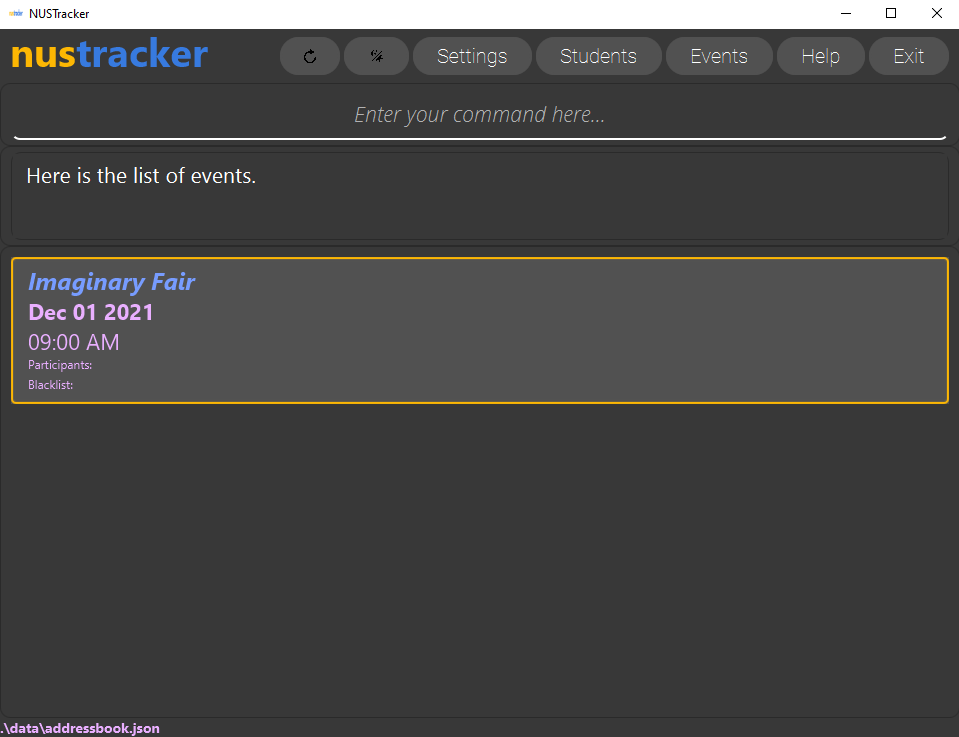 NUSTracker
nustracker Settings Students Events Help Exit
Enter your command here...
Here is the list of events.
Imaginary Fair
Dec 01 2021
09:00 AM
Participants:
Blacklist:
.\data\addressbook.json